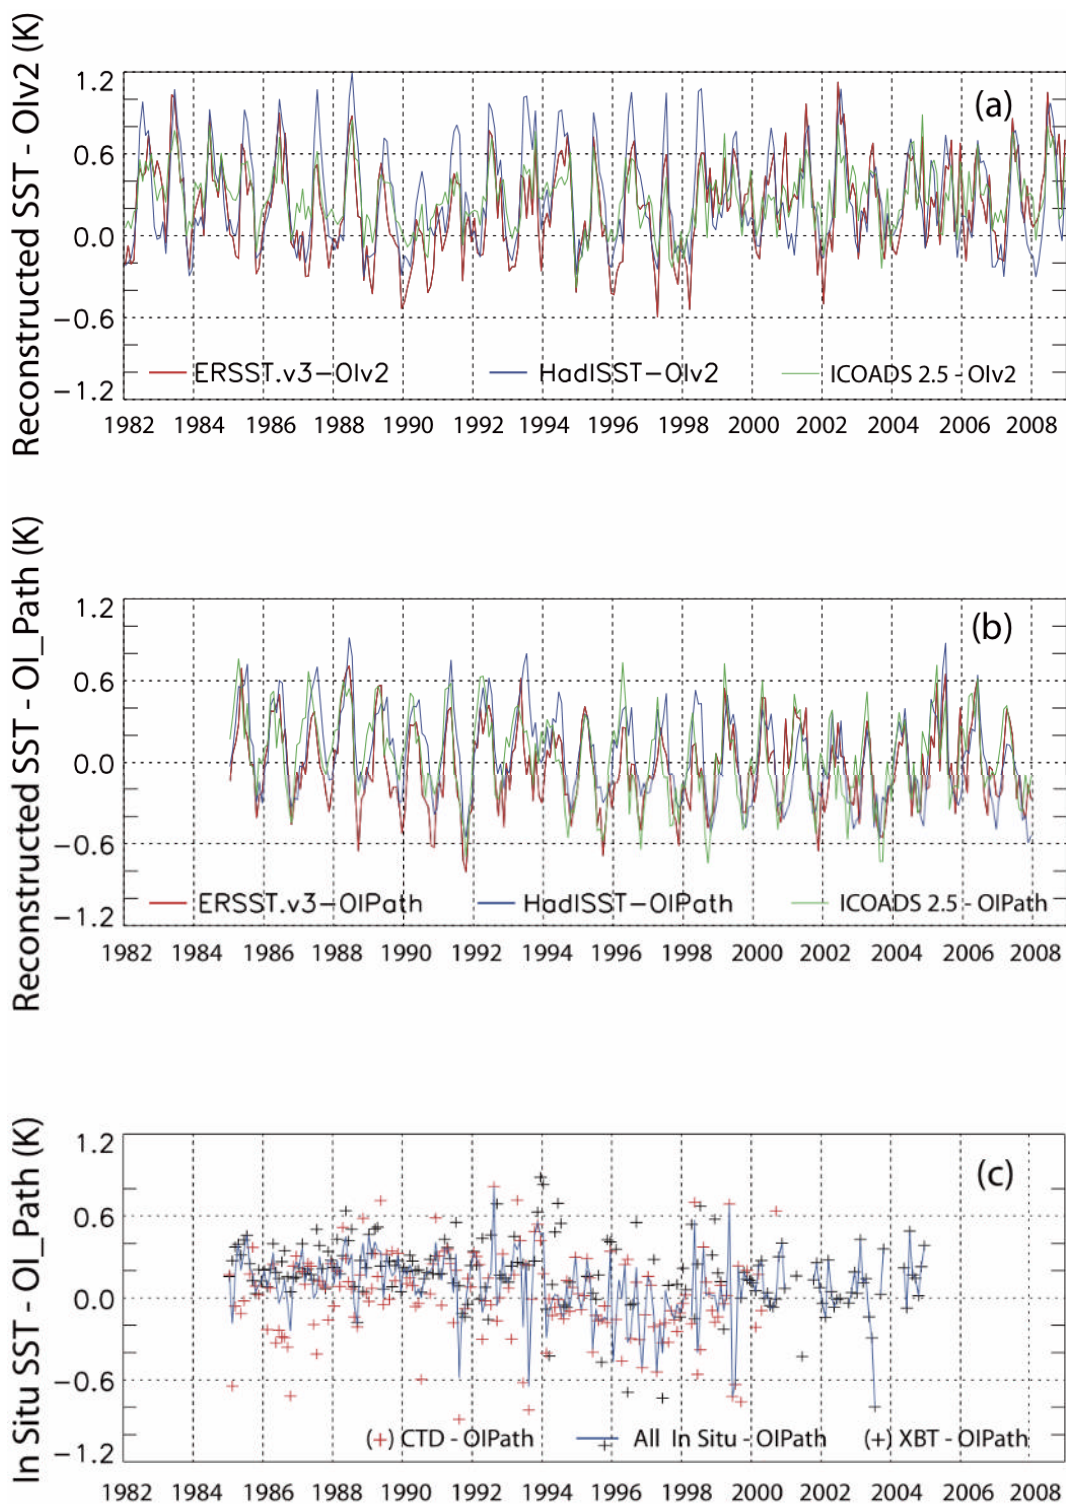 Reconstructed SST - OIv2 (K)
1.2
0.6
0.0
−0.6
−1.2
(a)
ERSST.v3−OIv2 HadISST−OIv2 ICOADS 2.5 - OIv2
1982 1984 1986 1988 1990 1992 1994 1996 1998 2000 2002 2004 2006 2008
Reconstructed SST - OI_Path (K)
1.2
0.6
0.0
−0.6
−1.2
(b)
ERSST.v3−OIPath HadISST−OIPath ICOADS 2.5 - OIPath
1982 1984 1986 1988 1990 1992 1994 1996 1998 2000 2002 2004 2006 2008
In Situ SST - OI_Path (K)
1.2
0.6
0.0
−0.6
−1.2
(c)
(+) CTD - OIPath All In Situ - OIPath (+) XBT - OIPath
1982 1984 1986 1988 1990 1992 1994 1996 1998 2000 2002 2004 2006 2008